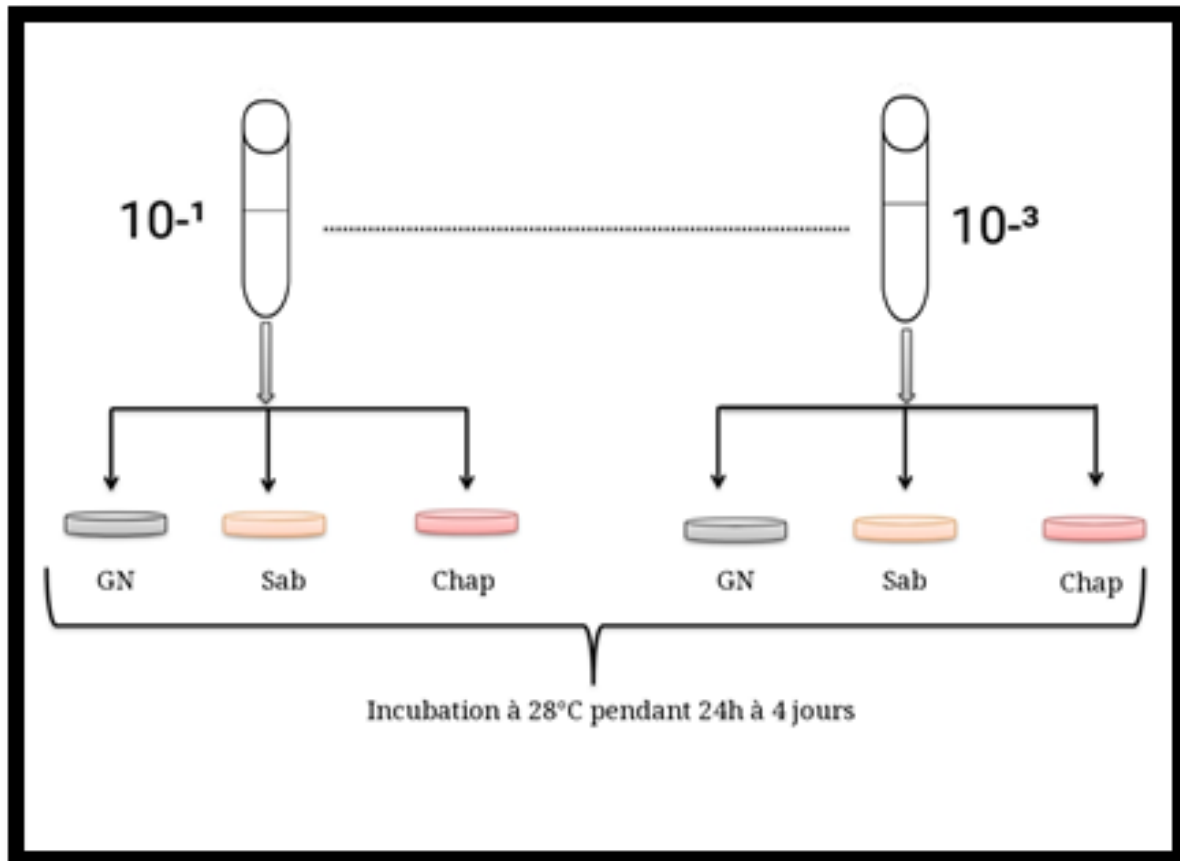 10-¹
10-³
GN Sab Chap GN Sab Chap
Incubation à 28°C pendant 24h à 4 jours